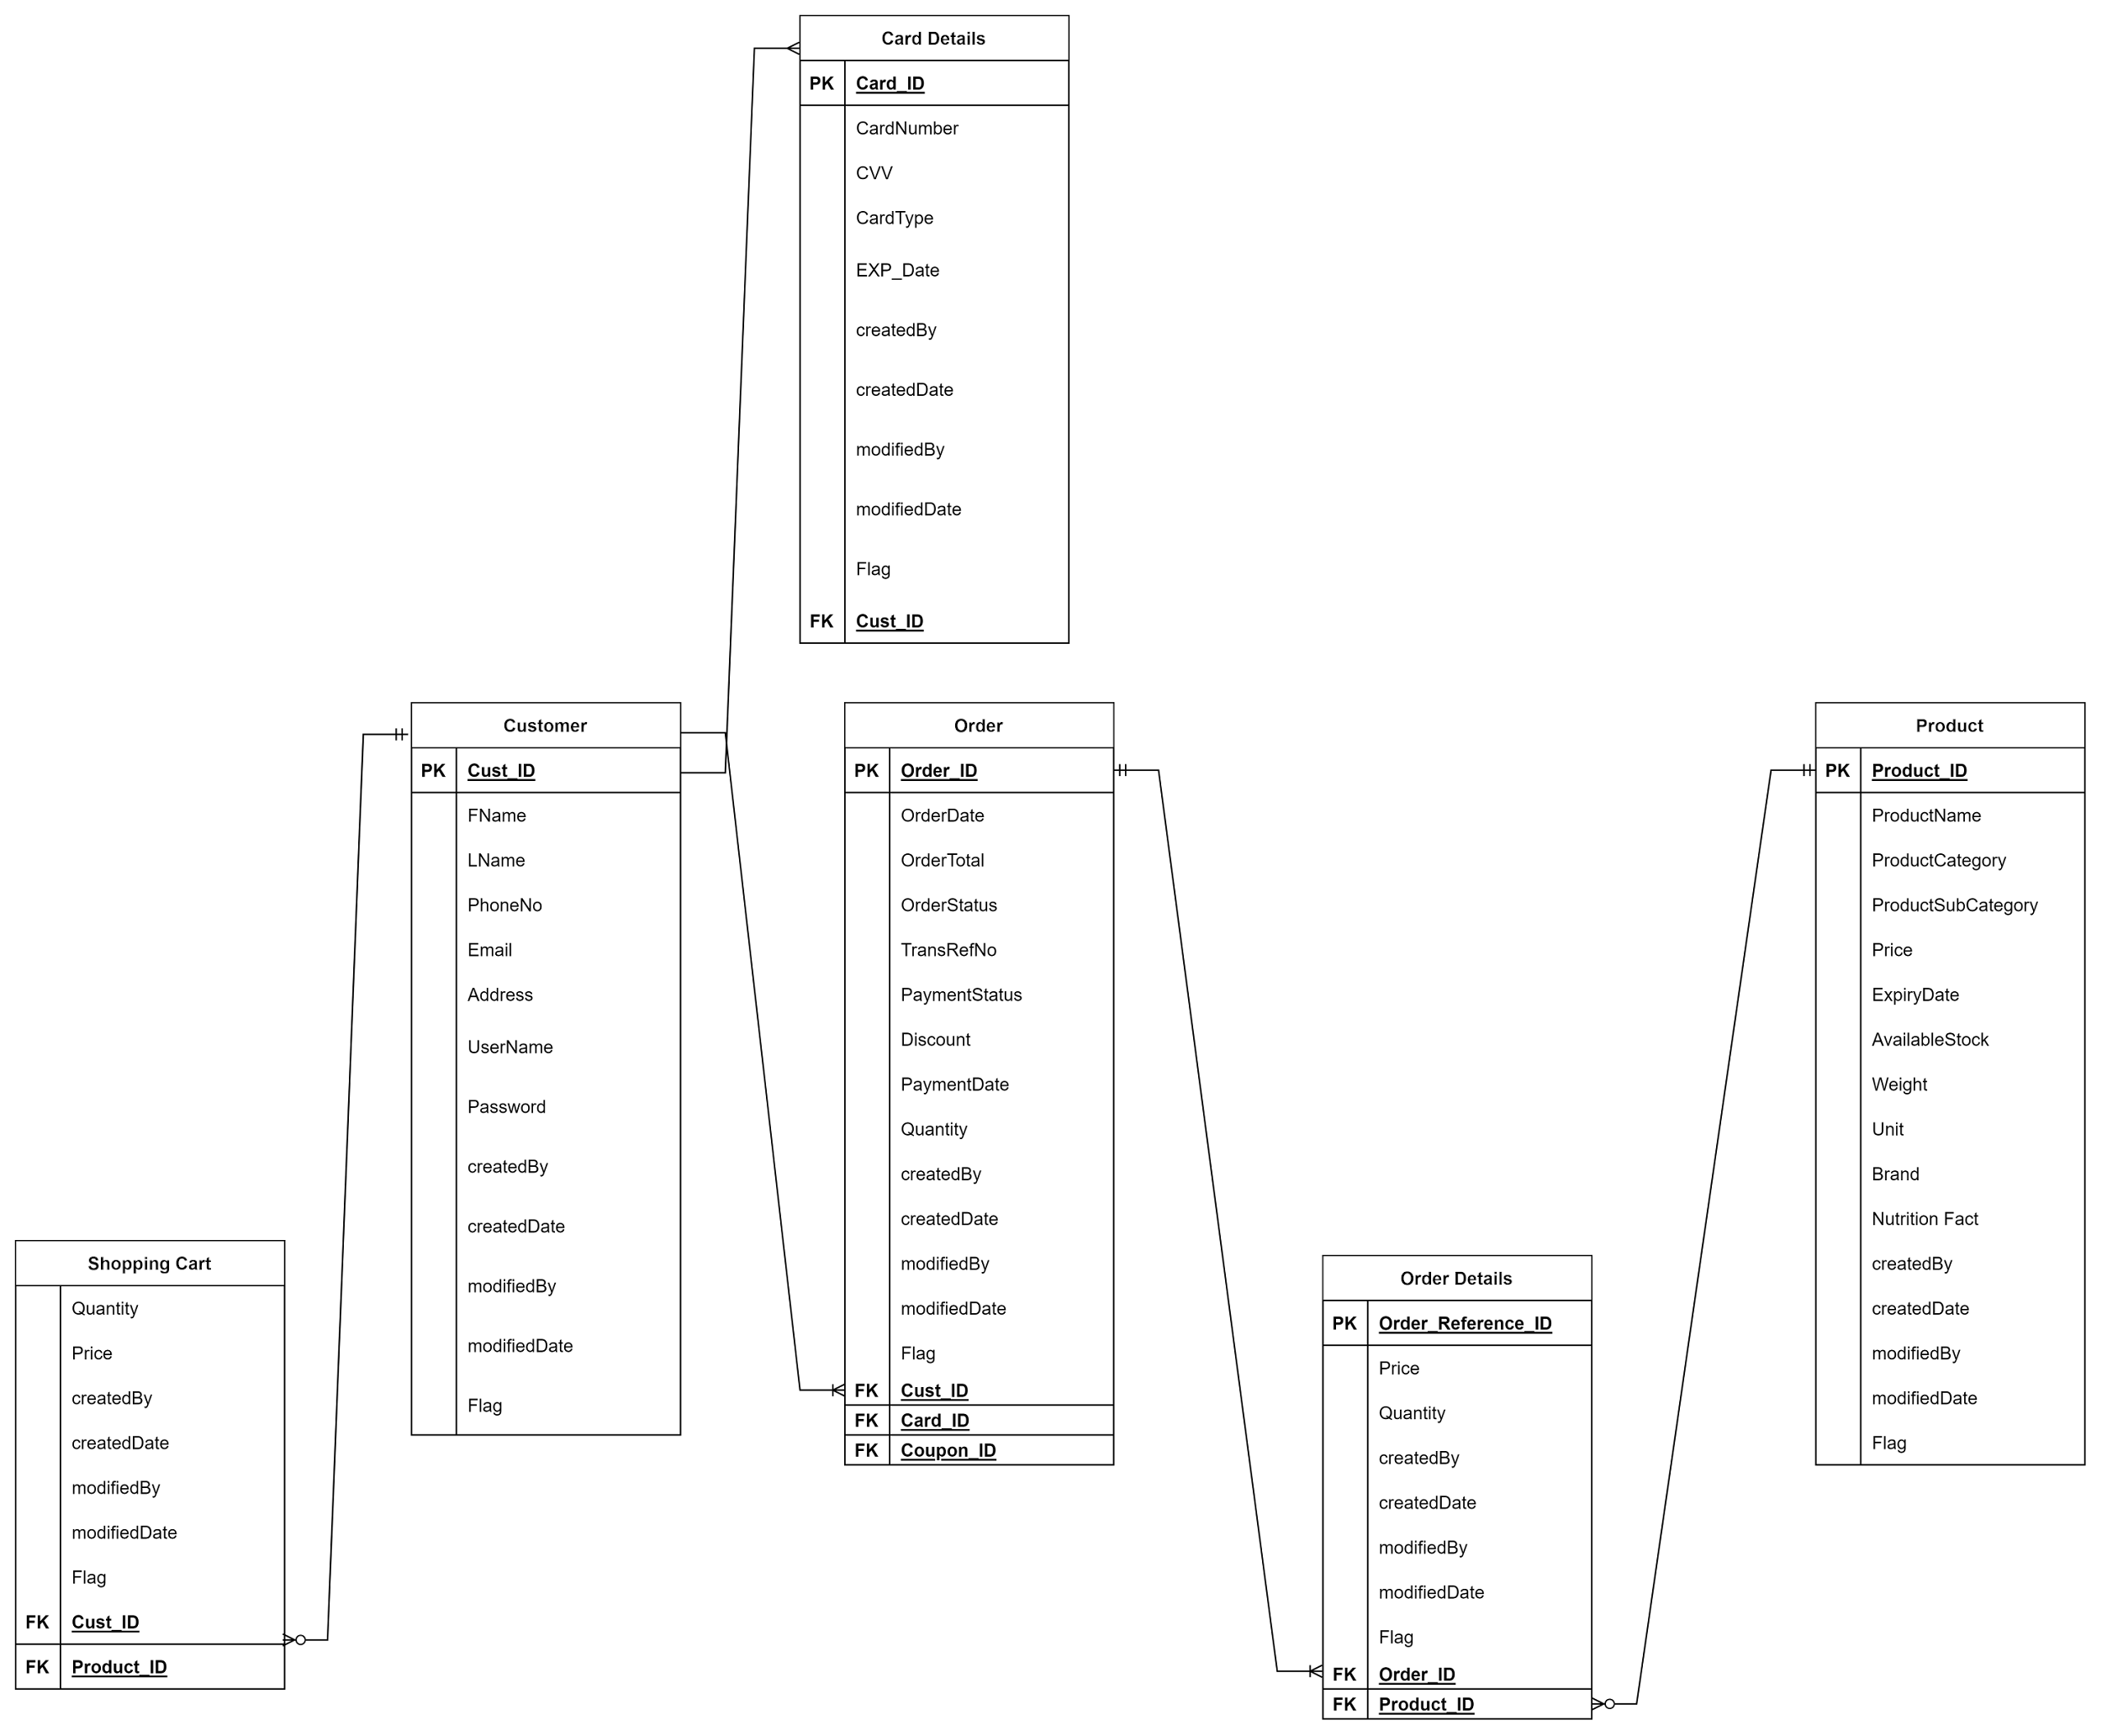 Card Details
PK Card_ID
CardNumber
CVV
CardType
EXP_Date
createdBy
createdDate
modifiedBy
modifiedDate
Flag
FK Cust_ID
Customer
PK Cust_ID
FName
LName
PhoneNo
Email
Address
UserName
Password
createdBy
createdDate
modifiedBy
modifiedDate
Flag
Order
PK Order_ID
OrderDate
OrderTotal
OrderStatus
TransRefNo
PaymentStatus
Discount
PaymentDate
Quantity
createdBy
createdDate
modifiedBy
modifiedDate
Flag
FK Cust_ID
FK Card_ID
FK Coupon_ID
Product
PK Product_ID
ProductName
ProductCategory
ProductSubCategory
Price
ExpiryDate
AvailableStock
Weight
Unit
Brand
Nutrition Fact
createdBy
createdDate
modifiedBy
modifiedDate
Flag
Shopping Cart
Quantity
Price
createdBy
createdDate
modifiedBy
modifiedDate
Flag
FK Cust_ID
FK Product_ID
Order Details
PK Order_Reference_ID
Price
Quantity
createdBy
createdDate
modifiedBy
modifiedDate
Flag
FK Order_ID
FK Product_ID